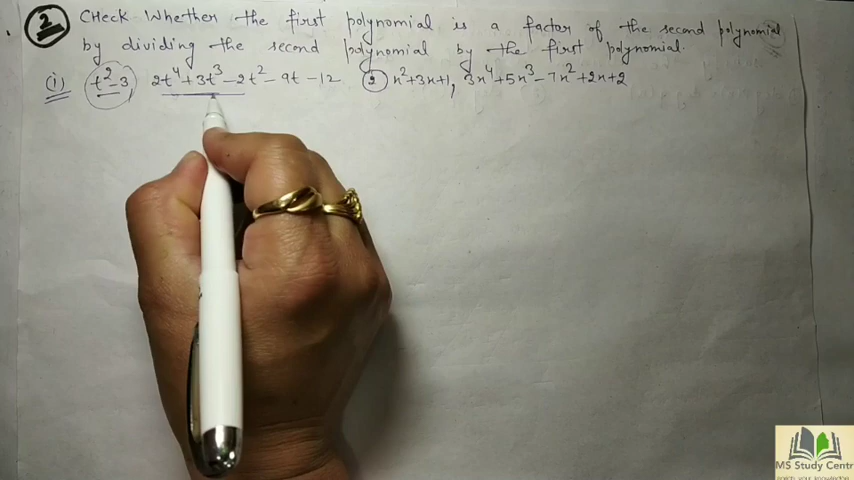 2 Check Whether the first polynomial is a factor of the second polynomial
by dividing the second polynomial by the first polynomial.
(i) t²-3, 2t⁴+3t³-2t²-9t-12 2 x²+3x+1, 3x⁴+5x³-7x²+2x+2
MS Study Centr